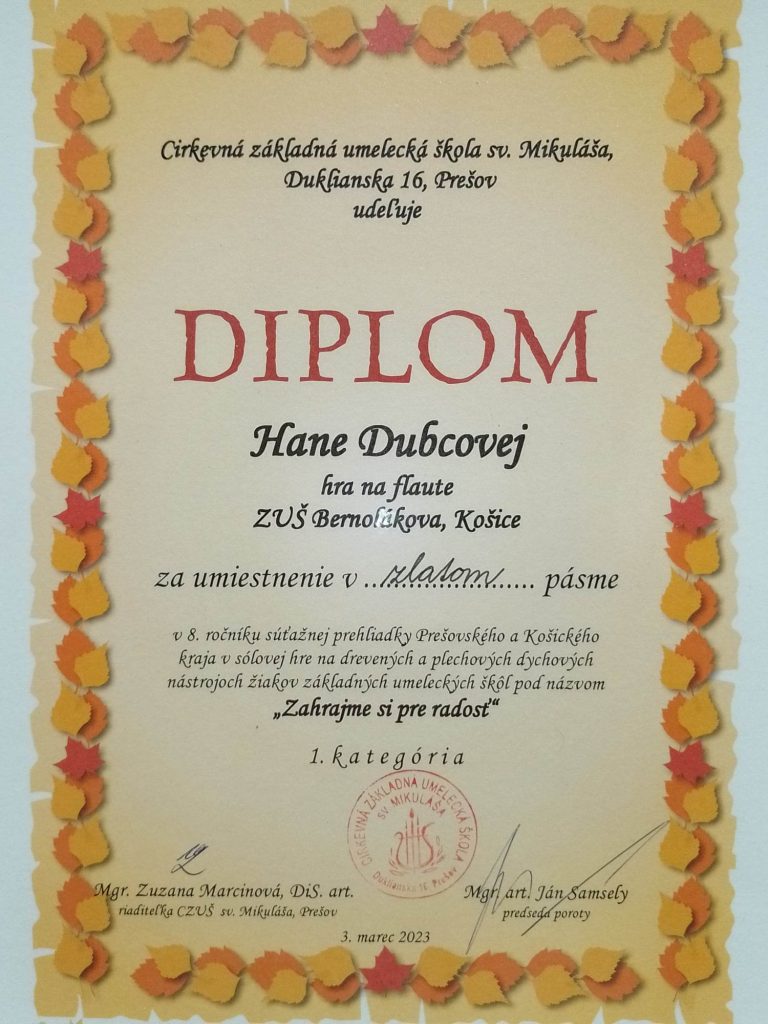 Cirkevná základná umelecká škola sv. Mikuláša,
Duklianska 16, Prešov
udeľuje
DIPLOM
Hane Dubcovej
hra na flaute
ZUŠ Bernolákova, Košice
za umiestnenie v ...zlatom...... pásme
v 8. ročníku súťažnej prehliadky Prešovského a Košického
kraja v sólovej hre na drevených a plechových dychových
nástrojoch žiakov základných umeleckých škôl pod názvom
„Zahrajme si pre radosť“
1. kategória
CIRKEVNÁ ZÁKLADNÁ UMELECKÁ ŠKOLA
SV. MIKULÁŠA
Duklianska 16 Prešov
Mgr. Zuzana Marcinová, DiS. art.
riaditeľka CZUŠ sv. Mikuláša, Prešov
Mgr. art. Ján Samsely
predseda poroty
3. marec 2023